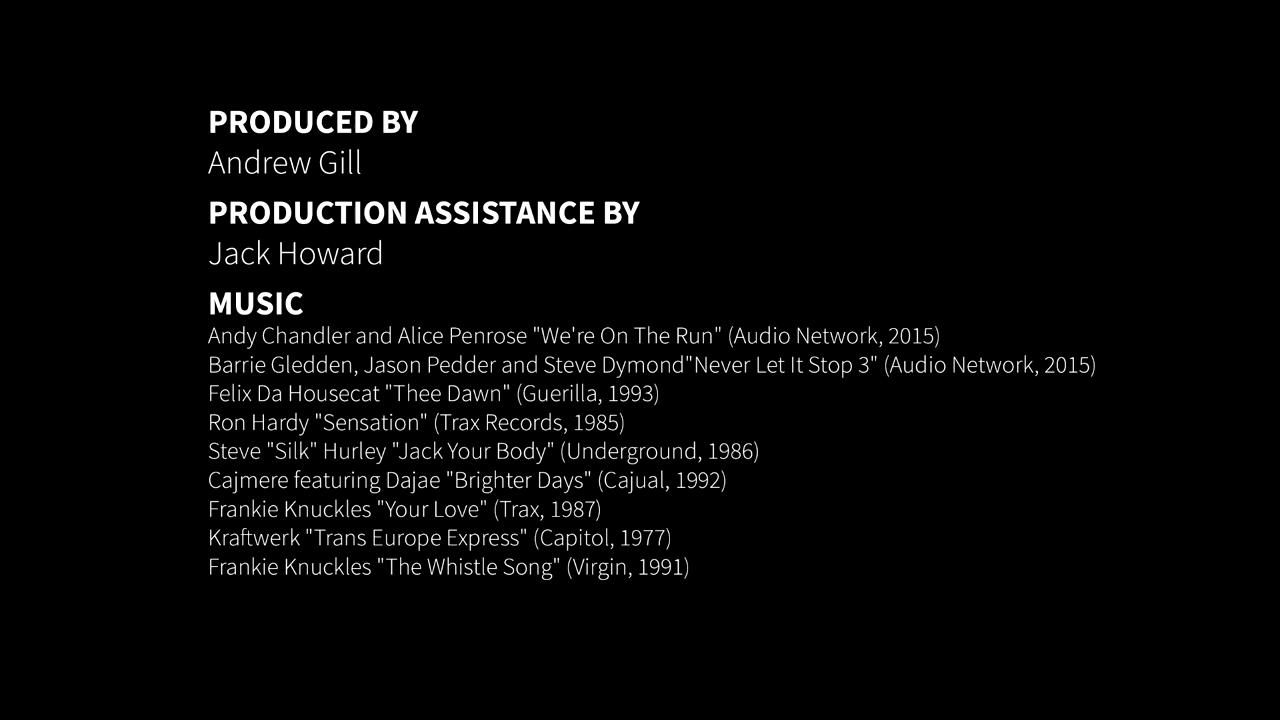 PRODUCED BY
Andrew Gill
PRODUCTION ASSISTANCE BY
Jack Howard
MUSIC
Andy Chandler and Alice Penrose "We're On The Run" (Audio Network, 2015)
Barrie Gledden, Jason Pedder and Steve Dymond"Never Let It Stop 3" (Audio Network, 2015)
Felix Da Housecat "Thee Dawn" (Guerilla, 1993)
Ron Hardy "Sensation" (Trax Records, 1985)
Steve "Silk" Hurley "Jack Your Body" (Underground, 1986)
Cajmere featuring Dajae "Brighter Days" (Cajual, 1992)
Frankie Knuckles "Your Love" (Trax, 1987)
Kraftwerk "Trans Europe Express" (Capitol, 1977)
Frankie Knuckles "The Whistle Song" (Virgin, 1991)